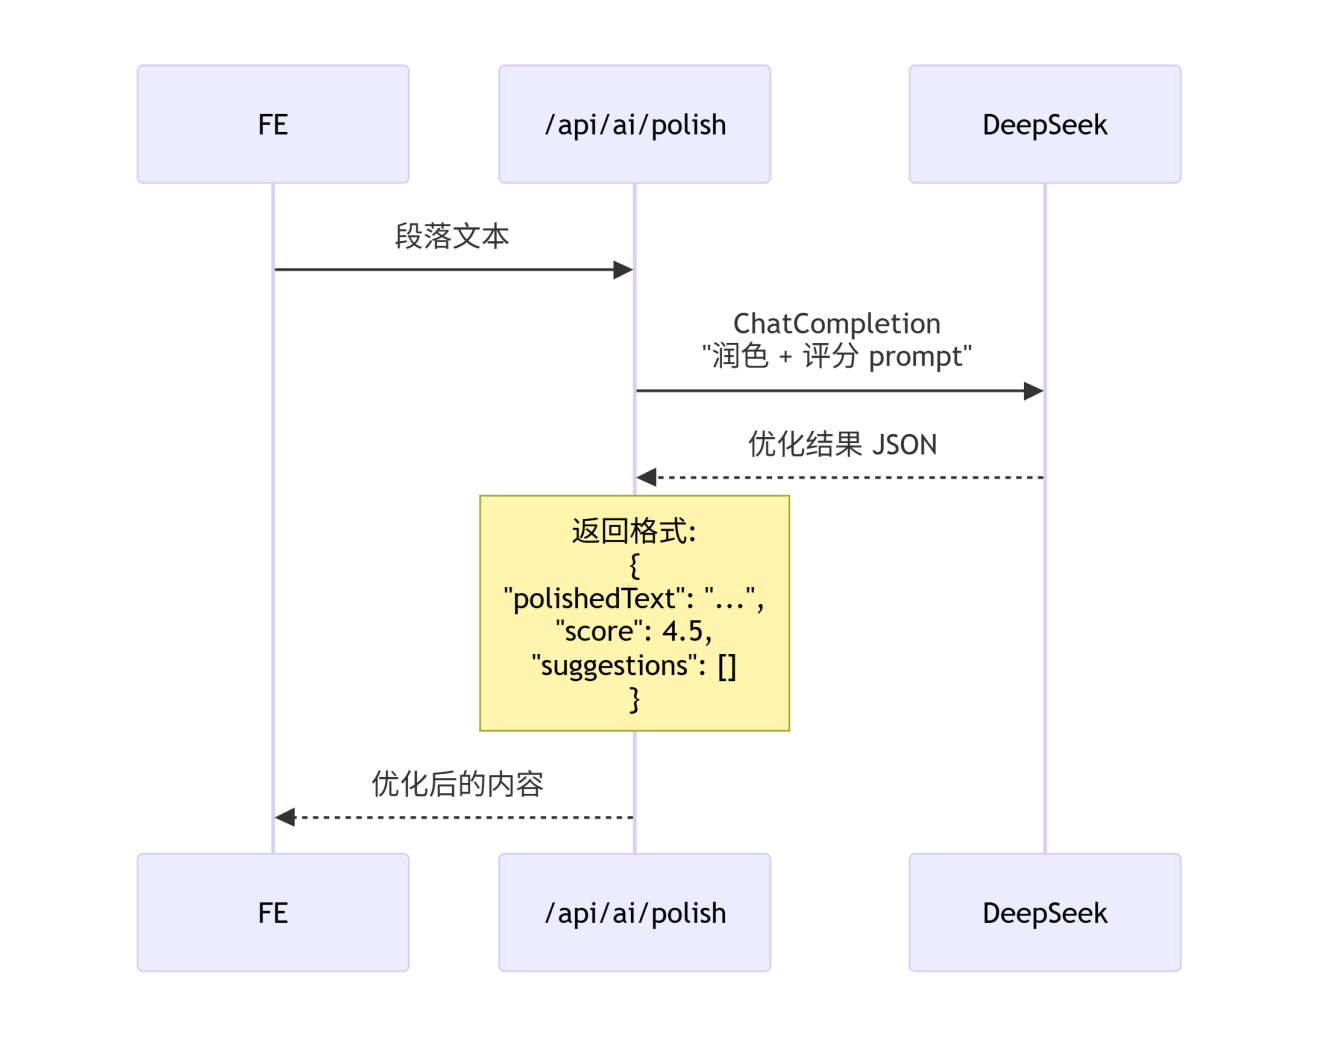 FE
/api/ai/polish
DeepSeek
段落文本
ChatCompletion
"润色 + 评分 prompt"
优化结果 JSON
返回格式:
{
"polishedText": "...",
"score": 4.5,
"suggestions": []
}
优化后的内容
FE
/api/ai/polish
DeepSeek